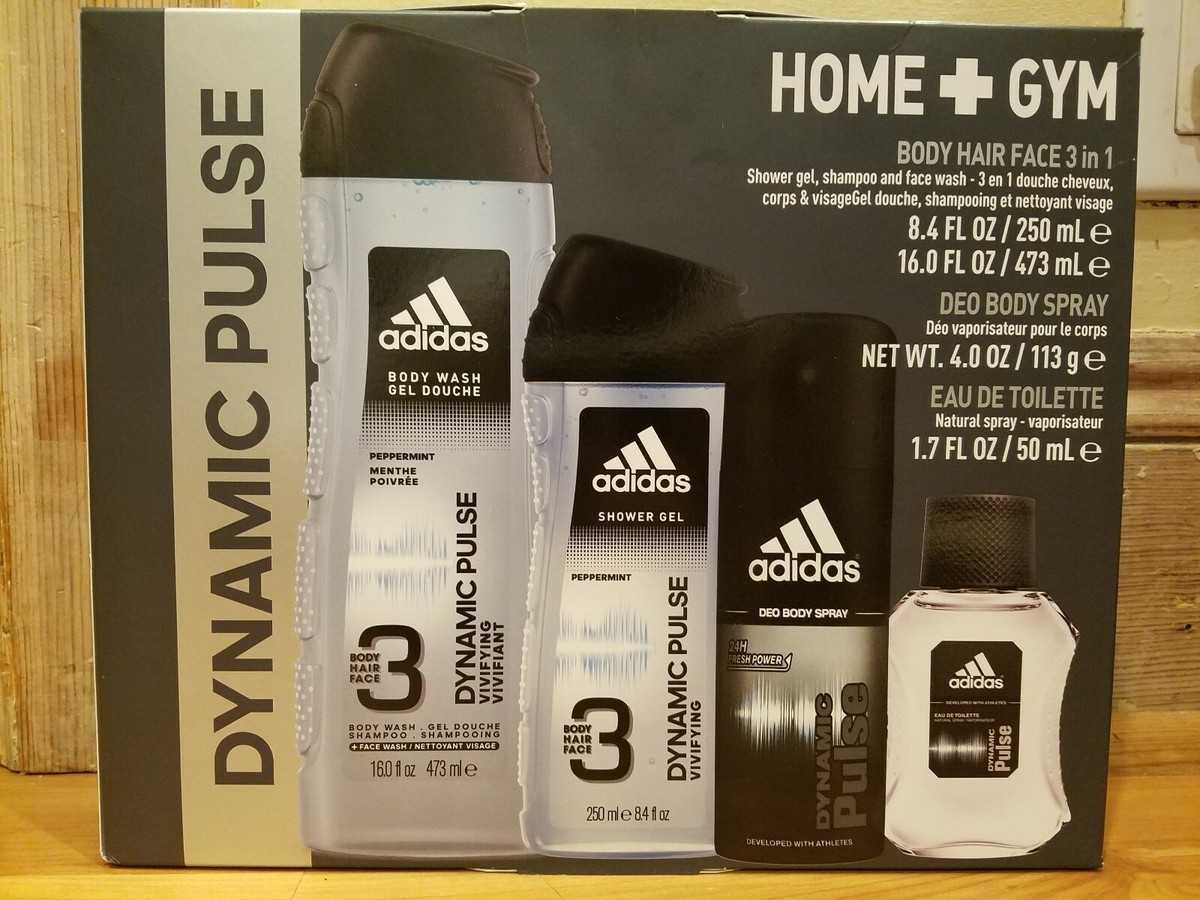 DYNAMIC PULSE
HOME + GYM
BODY HAIR FACE 3 in 1
Shower gel, shampoo and face wash - 3 en 1 douche cheveux,
corps & visageGel douche, shampooing et nettoyant visage
8.4 FL OZ / 250 mL ℮
16.0 FL OZ / 473 mL ℮
DEO BODY SPRAY
Déo vaporisateur pour le corps
NET WT. 4.0 OZ / 113 g ℮
EAU DE TOILETTE
Natural spray - vaporisateur
1.7 FL OZ / 50 mL ℮
adidas
BODY WASH
GEL DOUCHE
PEPPERMINT
MENTHE
POIVRÉE
DYNAMIC PULSE
VIVIFYING
VIVIFIANT
BODY
HAIR
FACE
3
BODY WASH . GEL DOUCHE
SHAMPOO . SHAMPOOING
+ FACE WASH / NETTOYANT VISAGE
16.0 fl oz 473 ml ℮
adidas
SHOWER GEL
PEPPERMINT
DYNAMIC PULSE
VIVIFYING
BODY
HAIR
FACE
3
250 ml ℮ 8.4 fl oz
adidas
DEO BODY SPRAY
24H
FRESH POWER
DYNAMIC
Pulse
DEVELOPED WITH ATHLETES
adidas
DEVELOPED WITH ATHLETES
EAU DE TOILETTE
NATURAL SPRAY VAPORISATEUR
DYNAMIC
Pulse